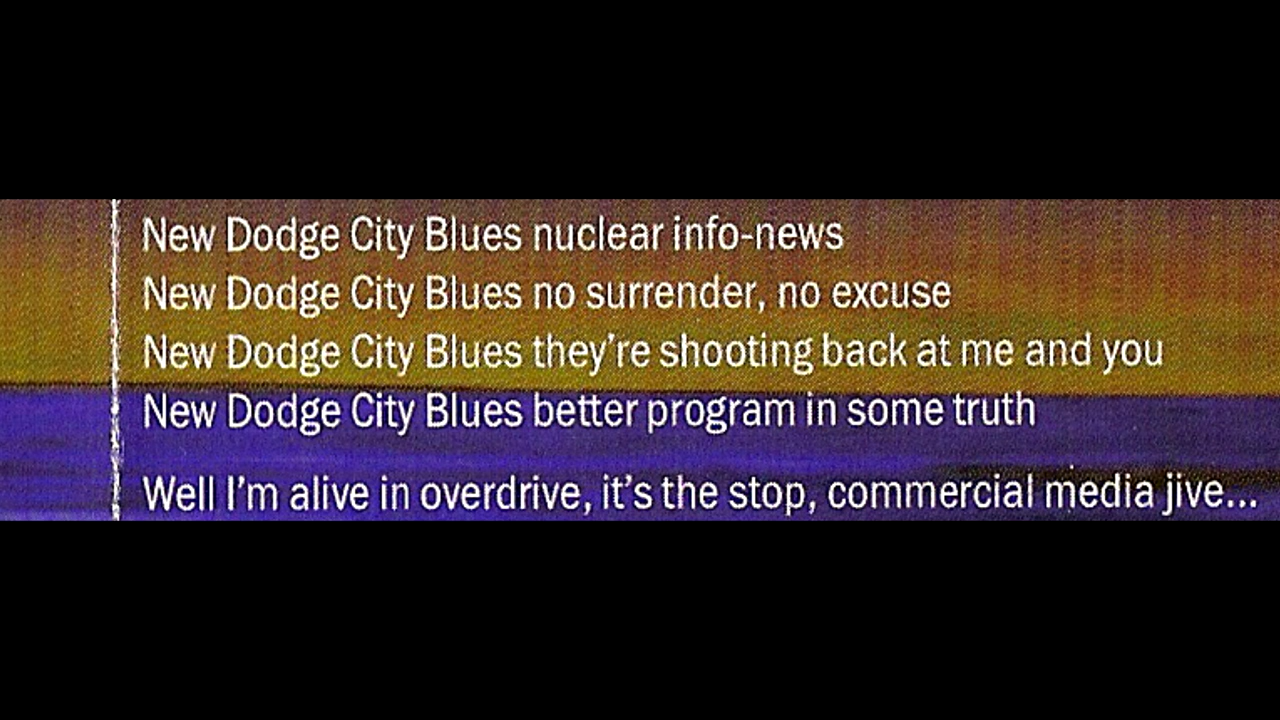 New Dodge City Blues nuclear info-news
New Dodge City Blues no surrender, no excuse
New Dodge City Blues they're shooting back at me and you
New Dodge City Blues better program in some truth
Well I'm alive in overdrive, it's the stop, commercial media jive...